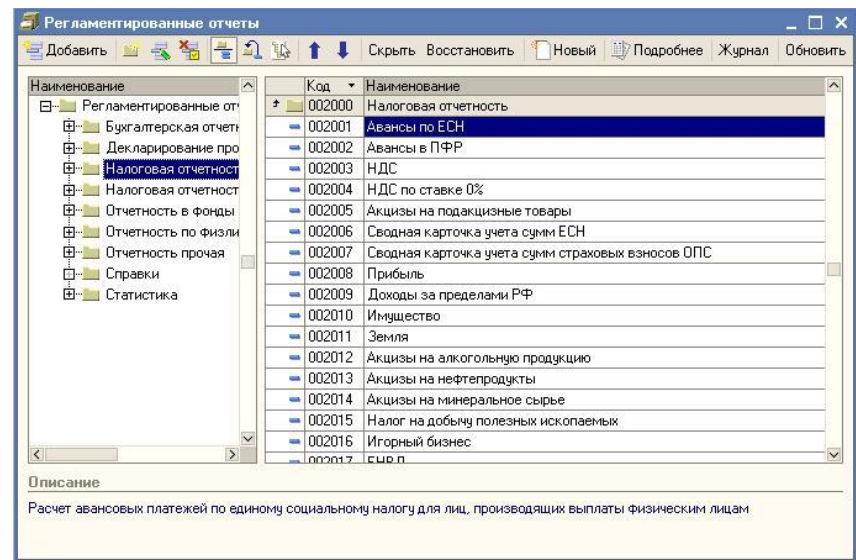 Регламентированные отчеты
Добавить Скрыть Восстановить Новый Подробнее Журнал Обновить
Наименование
Регламентированные от
Бухгалтерская отчетн
Декларирование про
Налоговая отчетност
Налоговая отчетност
Отчетность в фонды
Отчетность по физли
Отчетность прочая
Справки
Статистика
Код Наименование
002000 Налоговая отчетность
002001 Авансы по ЕСН
002002 Авансы в ПФР
002003 НДС
002004 НДС по ставке 0%
002005 Акцизы на подакцизные товары
002006 Сводная карточка учета сумм ЕСН
002007 Сводная карточка учета сумм страховых взносов ОПС
002008 Прибыль
002009 Доходы за пределами РФ
002010 Имущество
002011 Земля
002012 Акцизы на алкогольную продукцию
002013 Акцизы на нефтепродукты
002014 Акцизы на минеральное сырье
002015 Налог на добычу полезных ископаемых
002016 Игорный бизнес
002017 ЕНВД
Описание
Расчет авансовых платежей по единому социальному налогу для лиц, производящих выплаты физическим лицам